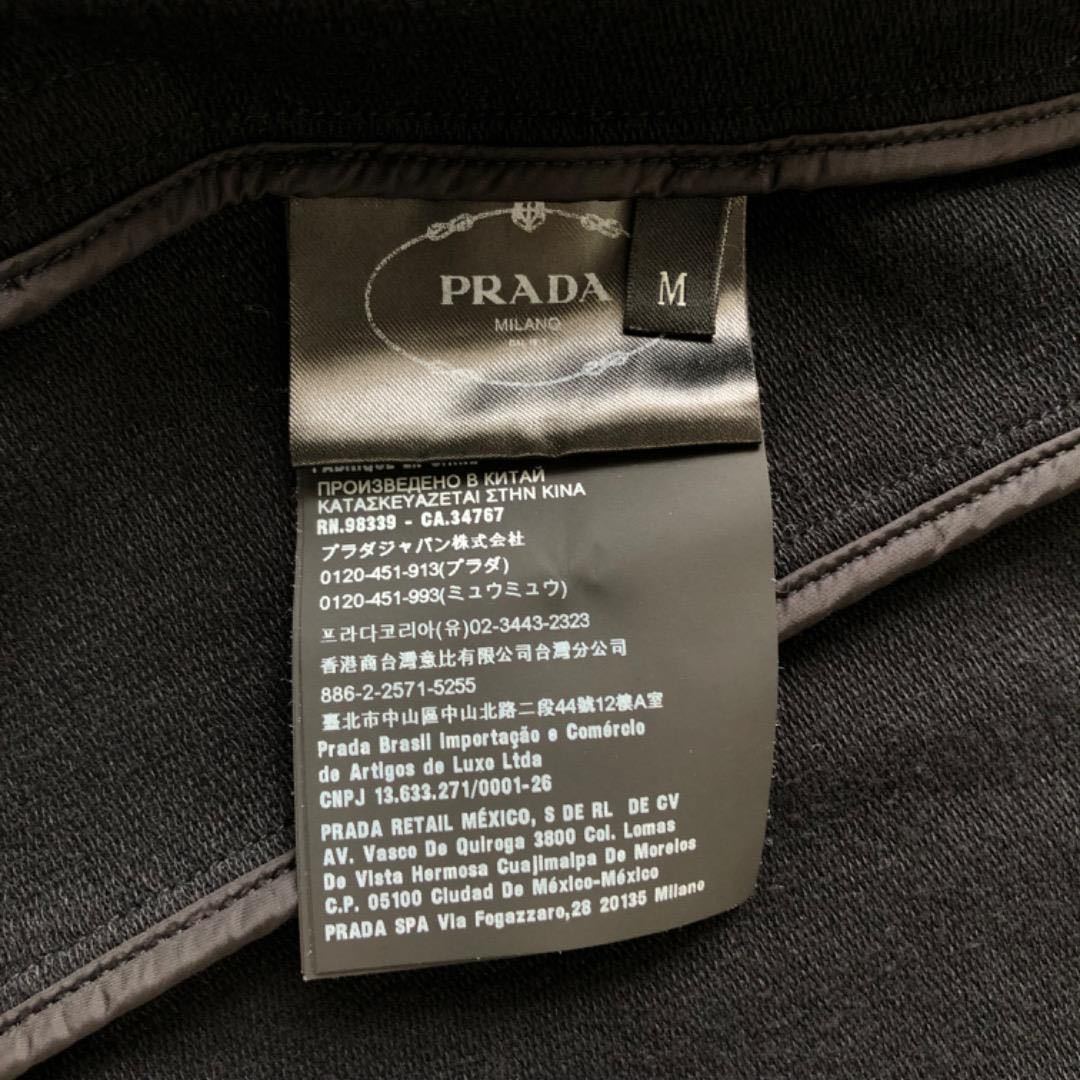 PRADA
M
MILANO
ПРОИЗВЕДЕНО В КИТАЙ
ΚΑΤΑΣΚΕΥΑΖΕΤΑΙ ΣΤΗΝ ΚΙΝΑ
RN.98339 - CA.34767
プラダジャパン株式会社
0120-451-913(プラダ)
0120-451-993(ミュウミュウ)
프라다코리아(유)02-3443-2323
香港商台灣意比有限公司台灣分公司
886-2-2571-5255
臺北市中山區中山北路二段44號12樓A室
Prada Brasil Importação e Comércio
de Artigos de Luxo Ltda
CNPJ 13.633.271/0001-26
PRADA RETAIL MÉXICO, S DE RL DE CV
AV. Vasco De Quiroga 3800 Col. Lomas
De Vista Hermosa Cuajimalpa De Morelos
C.P. 05100 Ciudad De México-México
PRADA SPA Via Fogazzaro,28 20135 Milano